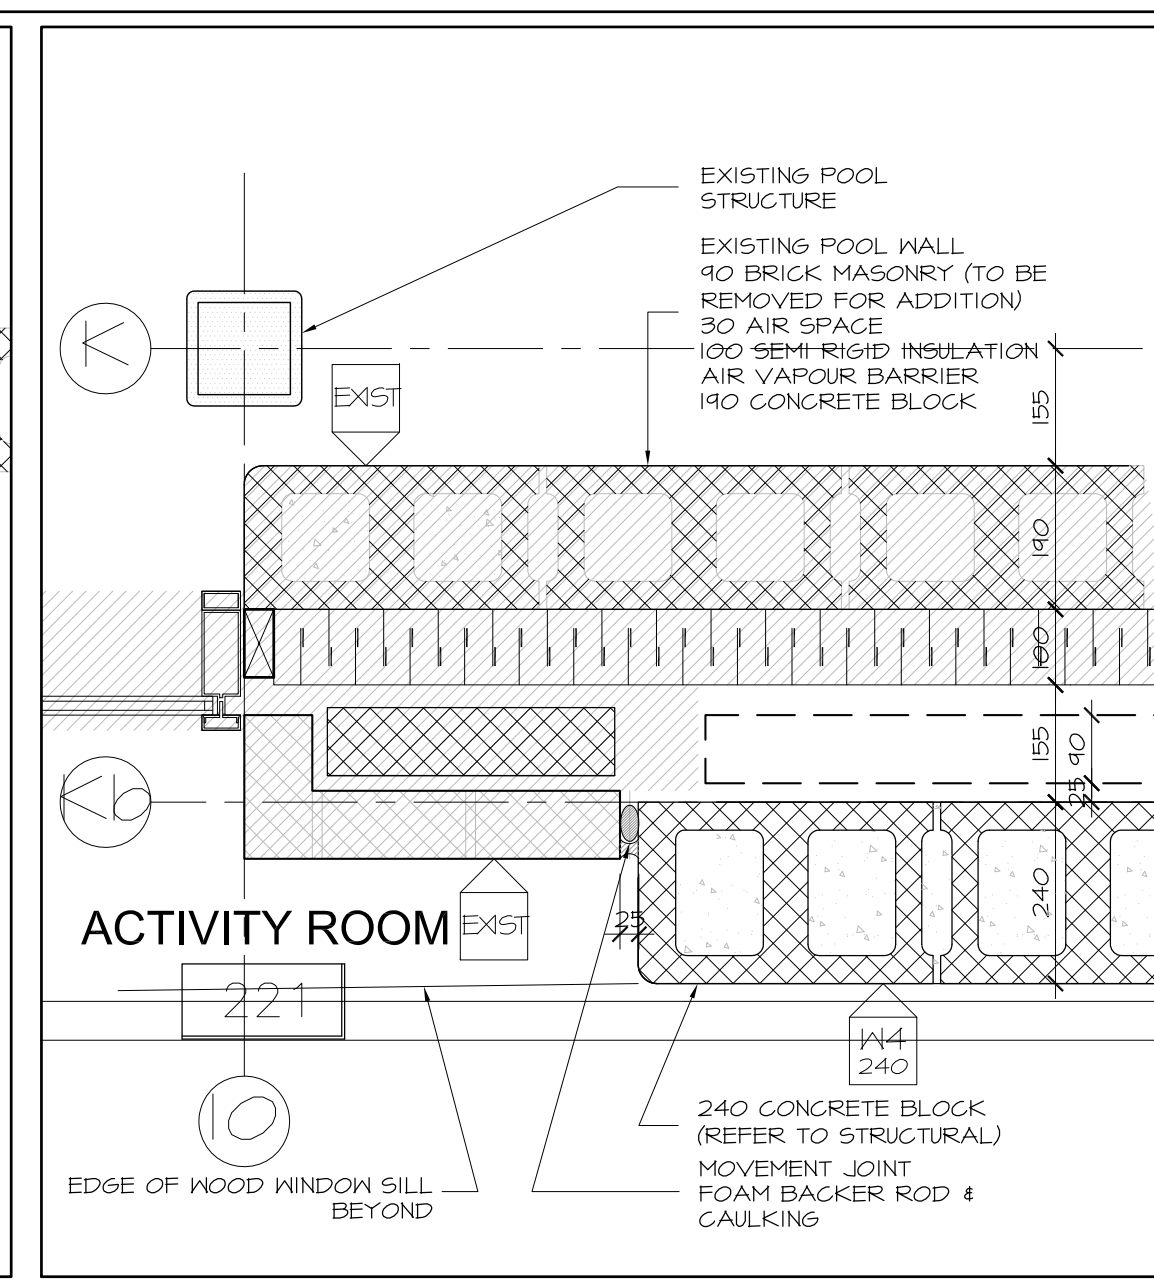 EXISTING POOL
STRUCTURE
EXISTING POOL WALL
90 BRICK MASONRY (TO BE
REMOVED FOR ADDITION)
30 AIR SPACE
100 SEMI RIGID INSULATION
AIR VAPOUR BARRIER
190 CONCRETE BLOCK
K
EXIST
155
190
100
155
90
25
240
Kb
ACTIVITY ROOM
EXIST
25
221
W4
240
10
240 CONCRETE BLOCK
(REFER TO STRUCTURAL)
MOVEMENT JOINT
FOAM BACKER ROD &
CAULKING
EDGE OF WOOD WINDOW SILL
BEYOND